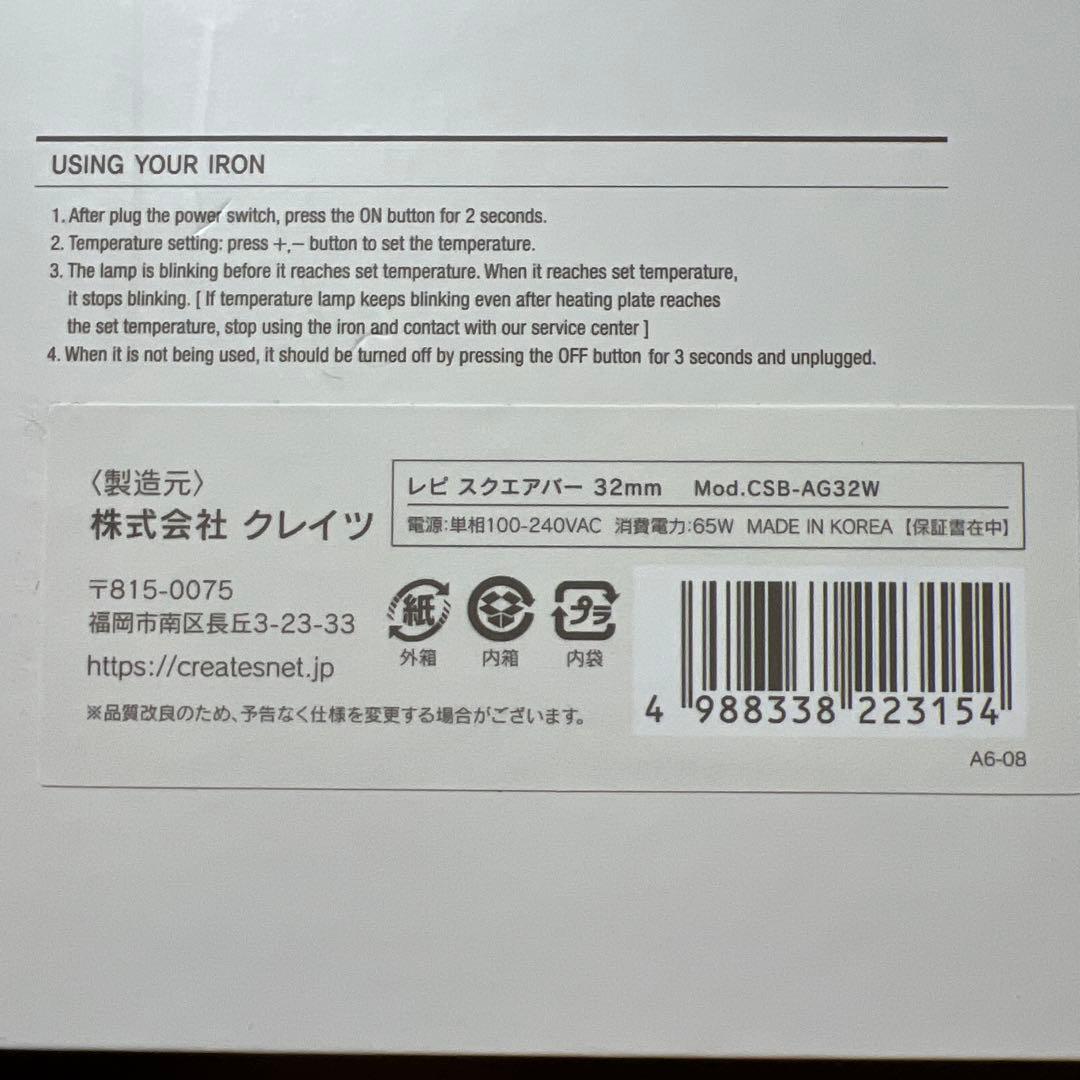 USING YOUR IRON
1. After plug the power switch, press the ON button for 2 seconds.
2. Temperature setting: press +,− button to set the temperature.
3. The lamp is blinking before it reaches set temperature. When it reaches set temperature,
it stops blinking. [ If temperature lamp keeps blinking even after heating plate reaches
the set temperature, stop using the iron and contact with our service center ]
4. When it is not being used, it should be turned off by pressing the OFF button for 3 seconds and unplugged.
〈製造元〉
株式会社 クレイツ
レピ スクエアバー 32mm Mod.CSB-AG32W
電源:単相100-240VAC 消費電力:65W MADE IN KOREA【保証書在中】
〒815-0075
福岡市南区長丘3-23-33
https://createsnet.jp
紙 プラ
外箱 内箱 内袋
※品質改良のため、予告なく仕様を変更する場合がございます。
4 988338 223154
A6-08